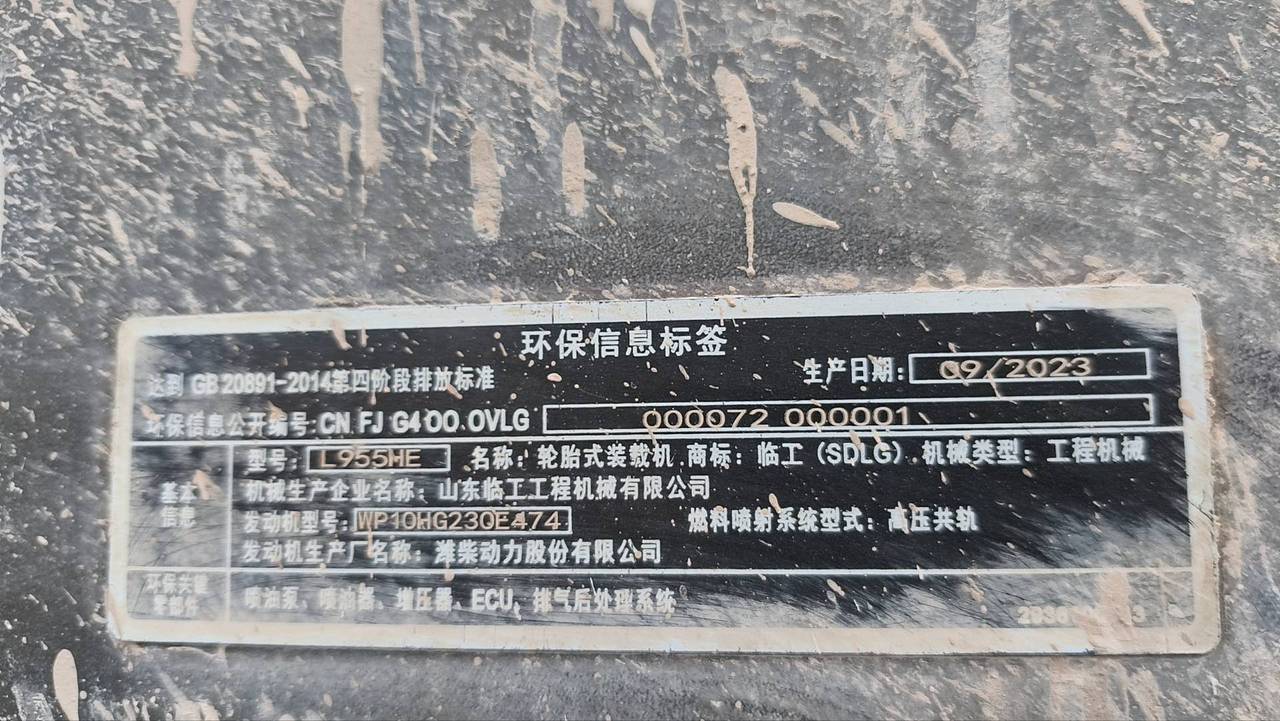 环保信息标签
达到 GB 20891-2014第四阶段排放标准 生产日期: 09/2023
环保信息公开编号:CN FJ G4 00 0VLG 000072 000001
型号: L955HE 名称: 轮胎式装载机 商标: 临工 (SDLG) 机械类型: 工程机械
基本信息
机械生产企业名称: 山东临工工程机械有限公司
发动机型号: WP10HG230E474 燃料喷射系统型式: 高压共轨
发动机生产厂名称: 潍柴动力股份有限公司
环保关键零部件
喷油泵、喷油器、增压器、ECU、排气后处理系统